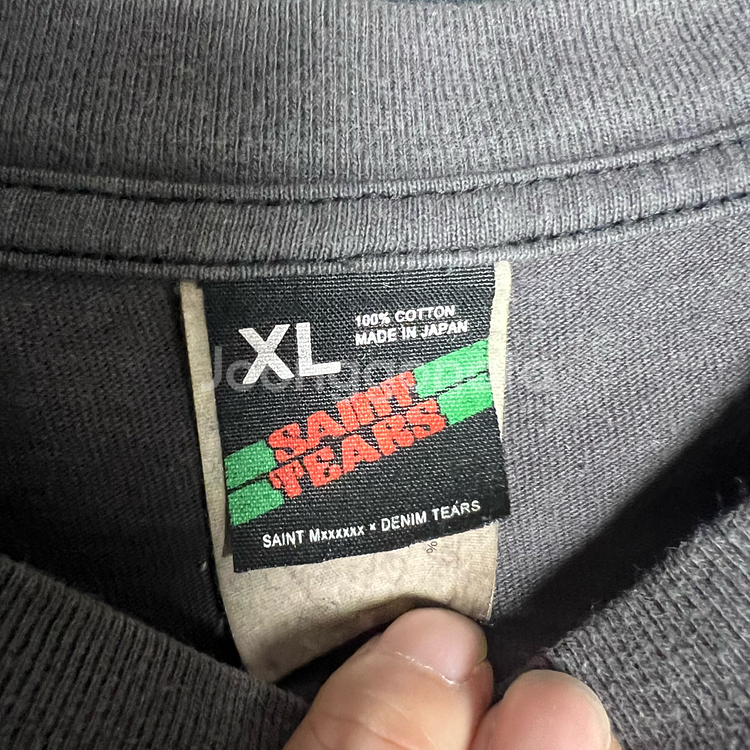 XL
100% COTTON
MADE IN JAPAN
SAINT
TEARS
SAINT Mxxxxxx × DENIM TEARS
%